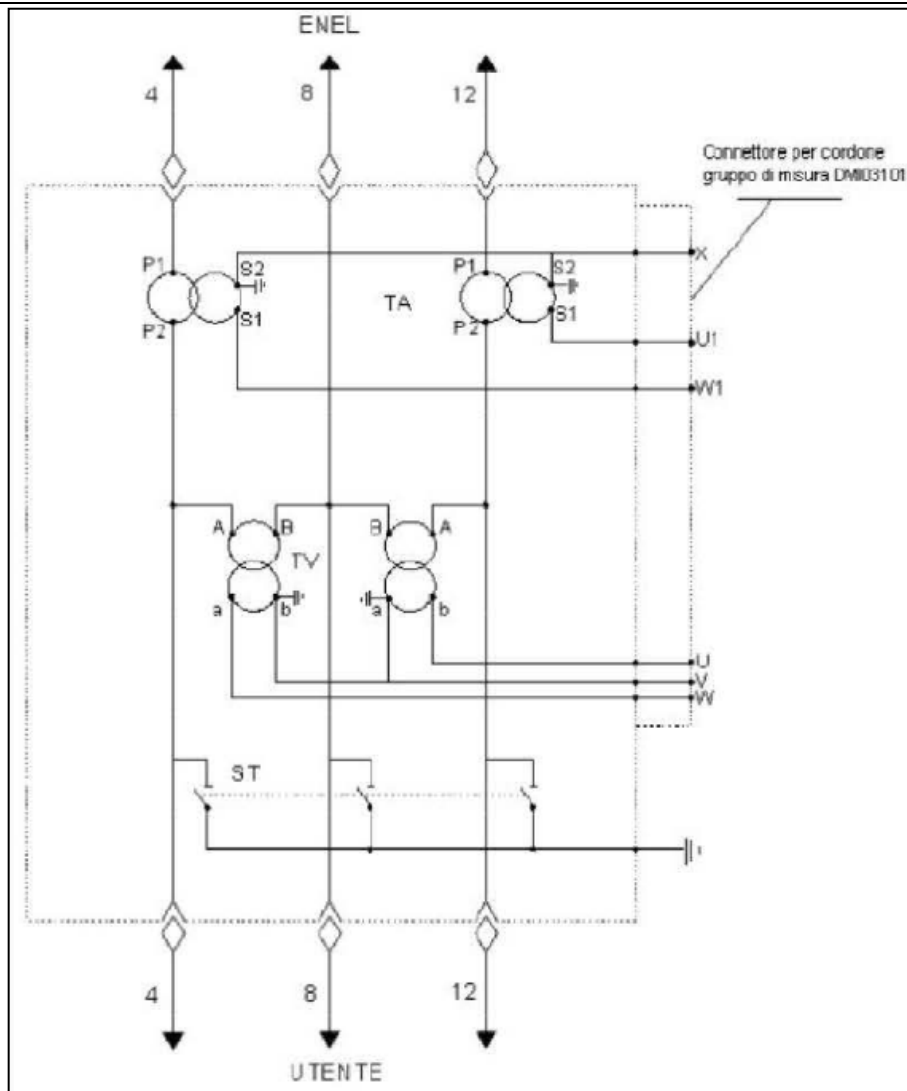 ENEL
4 8 12
Connettore per cordone
gruppo di misura DMI03101
P1 S2 P1 S2 X
TA
P2 S1 P2 S1 U1
W1
A B B A
TV
a b a b
U
V
W
ST
4 8 12
UTENTE